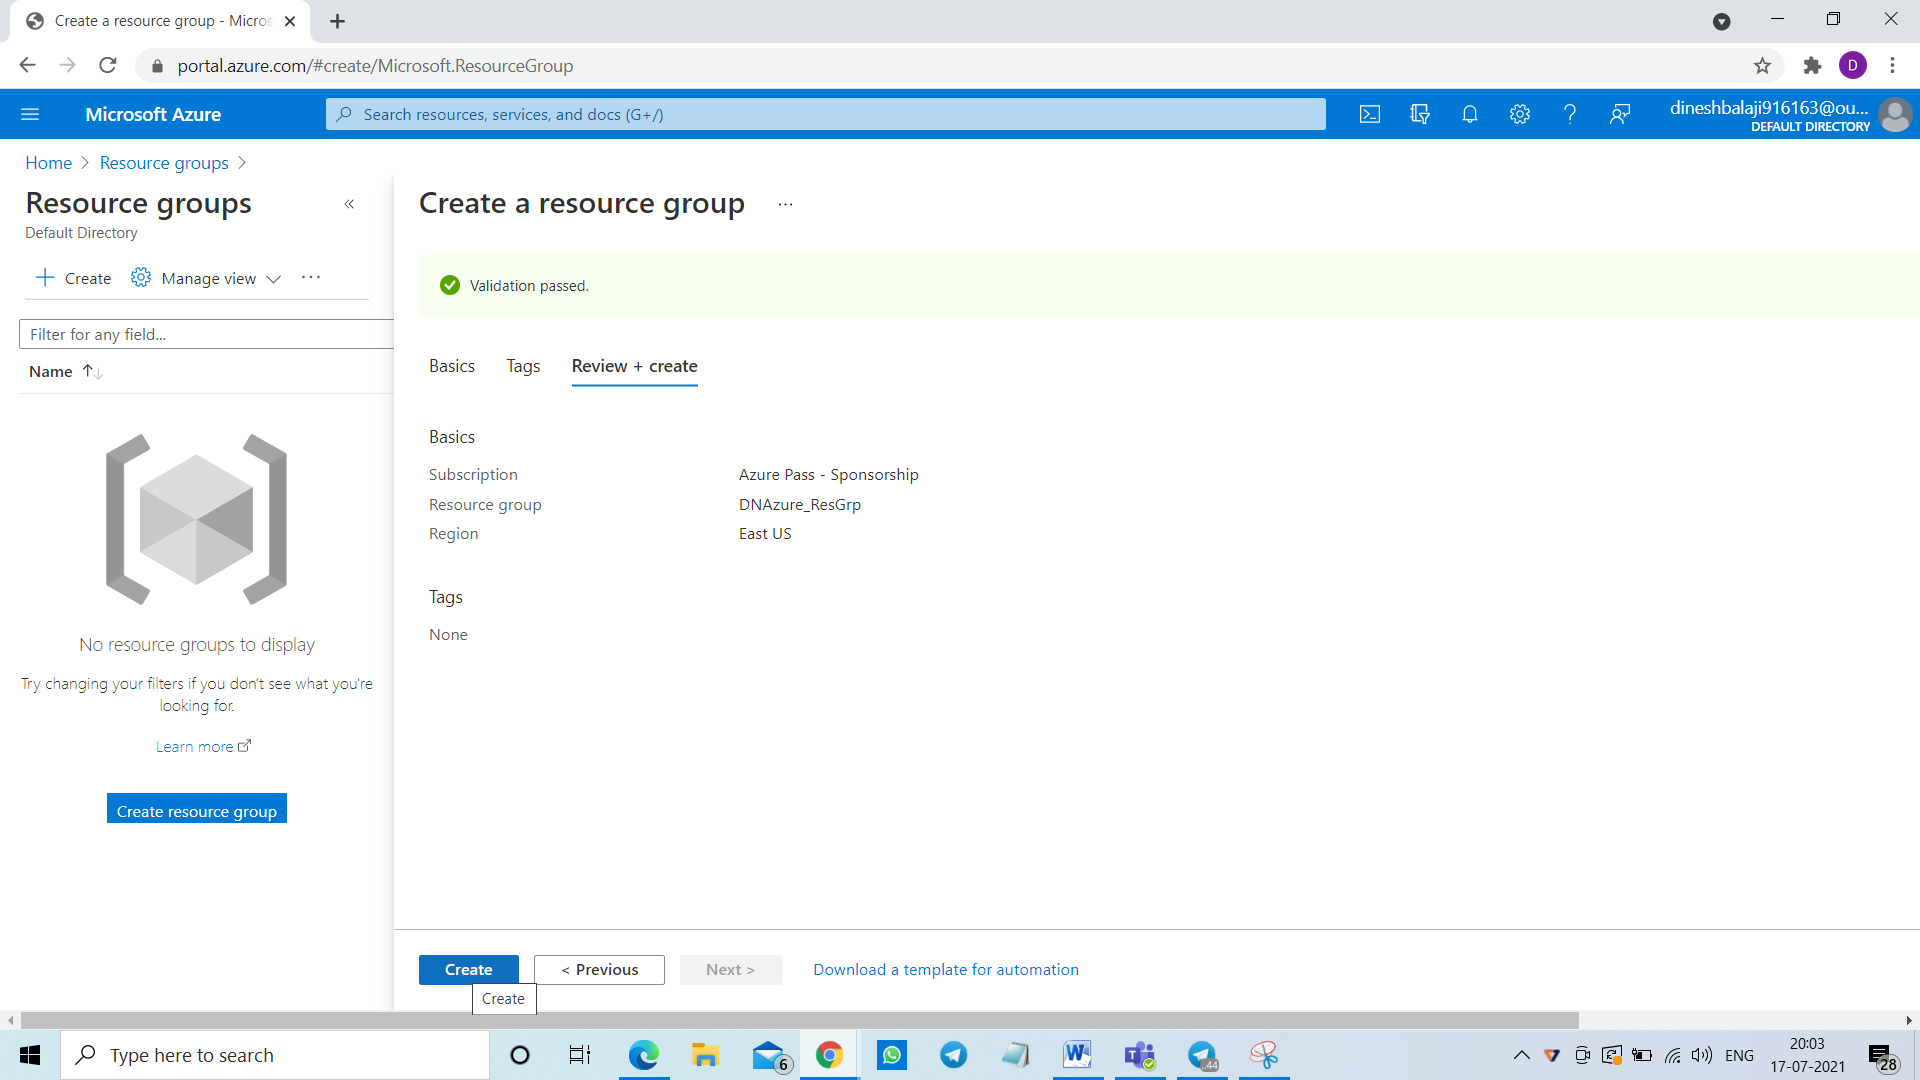 Create a resource group - Micros
portal.azure.com/#create/Microsoft.ResourceGroup
D
Microsoft Azure
Search resources, services, and docs (G+/)
dineshbalaji916163@ou...
DEFAULT DIRECTORY
Home > Resource groups >
Resource groups
Default Directory
Create
Manage view
Filter for any field...
Name
No resource groups to display
Try changing your filters if you don't see what you're
looking for.
Learn more
Create resource group
Create a resource group
Validation passed.
Basics
Tags
Review + create
Basics
Subscription
Azure Pass - Sponsorship
Resource group
DNAzure_ResGrp
Region
East US
Tags
None
Create
< Previous
Next >
Download a template for automation
Create
Type here to search
6
44
ENG
20:03
17-07-2021
28